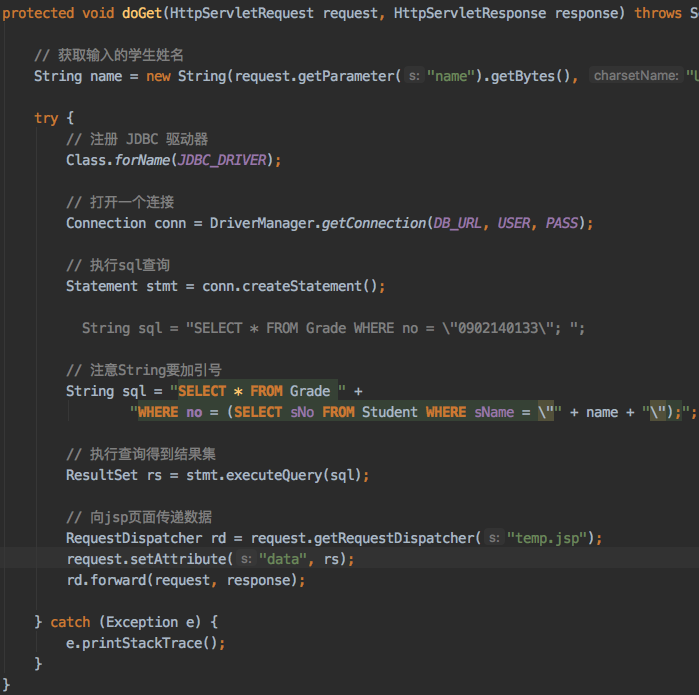 protected void doGet(HttpServletRequest request, HttpServletResponse response) throws S
// 获取输入的学生姓名
String name = new String(request.getParameter( s: "name").getBytes(), charsetName: "U
try {
// 注册 JDBC 驱动器
Class.forName(JDBC_DRIVER);
// 打开一个连接
Connection conn = DriverManager.getConnection(DB_URL, USER, PASS);
// 执行sql查询
Statement stmt = conn.createStatement();
String sql = "SELECT * FROM Grade WHERE no = \"0902140133\"; ";
// 注意String要加引号
String sql = "SELECT * FROM Grade " +
"WHERE no = (SELECT sNo FROM Student WHERE sName = \"" + name + "\");";
// 执行查询得到结果集
ResultSet rs = stmt.executeQuery(sql);
// 向jsp页面传递数据
RequestDispatcher rd = request.getRequestDispatcher( s: "temp.jsp");
request.setAttribute( s: "data", rs);
rd.forward(request, response);
} catch (Exception e) {
e.printStackTrace();
}
}